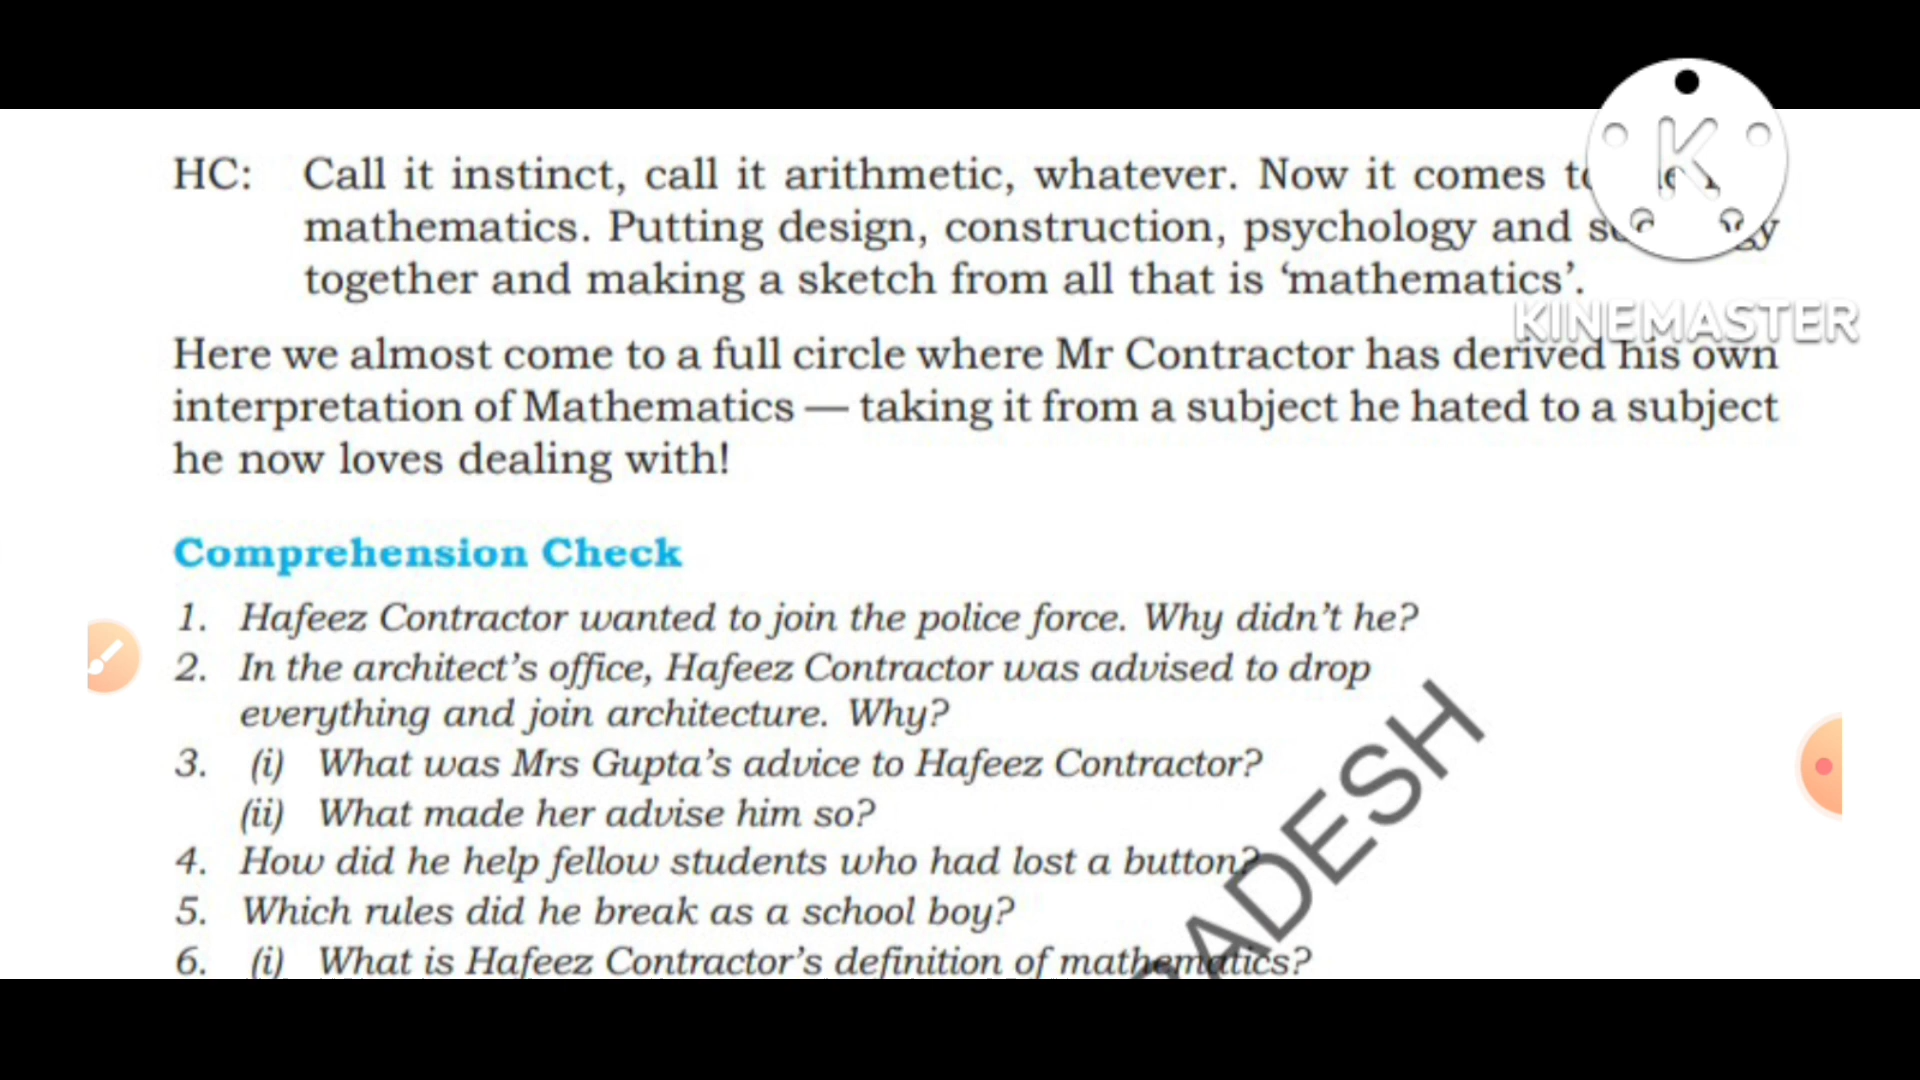 HC: Call it instinct, call it arithmetic, whatever. Now it comes
mathematics. Putting design, construction, psychology and
together and making a sketch from all that is ‘mathematics’.
KINEMASTER
Here we almost come to a full circle where Mr Contractor has derived his own
interpretation of Mathematics — taking it from a subject he hated to a subject
he now loves dealing with!
Comprehension Check
1. Hafeez Contractor wanted to join the police force. Why didn’t he?
2. In the architect’s office, Hafeez Contractor was advised to drop
everything and join architecture. Why?
3. (i) What was Mrs Gupta’s advice to Hafeez Contractor?
(ii) What made her advise him so?
4. How did he help fellow students who had lost a button?
5. Which rules did he break as a school boy?
6. (i) What is Hafeez Contractor’s definition of mathematics?